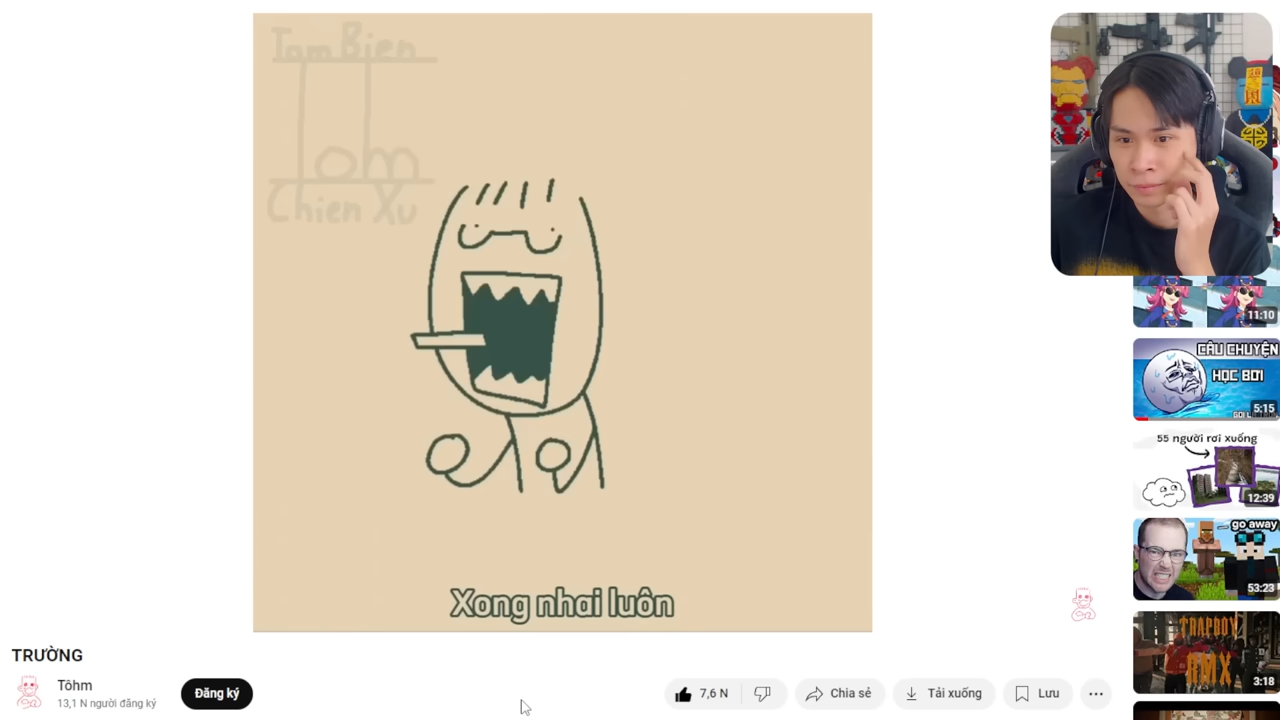 Tom Bien
Tom
Chien Xu
Xong nhai luôn
TRƯỜNG
Tôhm
13,1 N người đăng ký
Đăng ký
7,6 N
Chia sẻ
Tải xuống
Lưu
11:10
CÂU CHUYỆN
HỌC BƠI
5:15
55 người rơi xuống
12:39
go away
53:23
TRAPBOY
RMX
3:18